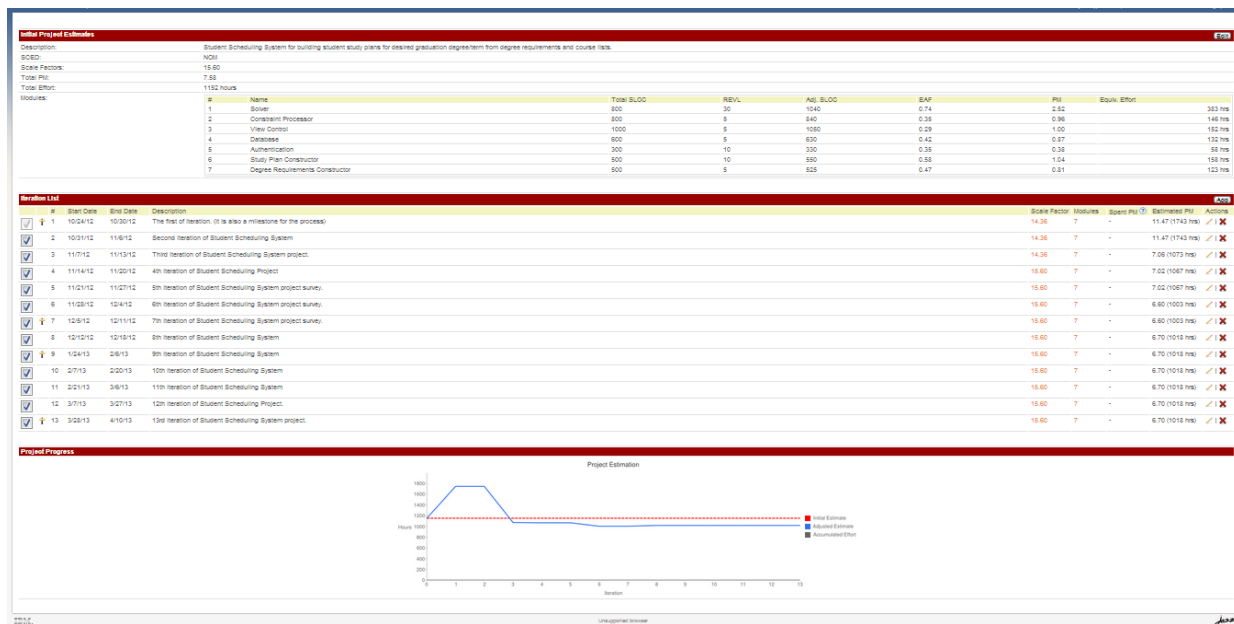 Initial Project Estimates Edit
Description: Student Scheduling System for building student study plans for desired graduation degree/term from degree requirements and course lists.
SCED: NOM
Scale Factors: 15.60
Total PM: 7.58
Total Effort: 1152 hours
Modules:
# Name Total SLOC REVL Adj. SLOC EAF PM Equiv. Effort
1 Solver 800 30 1040 0.74 2.52 383 hrs
2 Constraint Processor 800 5 840 0.35 0.96 146 hrs
3 View Control 1000 5 1050 0.29 1.00 152 hrs
4 Database 600 5 630 0.42 0.87 132 hrs
5 Authentication 300 10 330 0.35 0.38 58 hrs
6 Study Plan Constructor 500 10 550 0.58 1.04 158 hrs
7 Degree Requirements Constructor 500 5 525 0.47 0.81 123 hrs
Iteration List Add
# Start Date End Date Description Scale Factor Modules Spent PM ? Estimated PM Actions
1 10/24/12 10/30/12 The first of iteration. (It is also a milestone for the process) 14.36 7 - 11.47 (1743 hrs)
2 10/31/12 11/6/12 Second iteration of Student Scheduling System 14.36 7 - 11.47 (1743 hrs)
3 11/7/12 11/13/12 Third iteration of Student Scheduling System project. 14.36 7 - 7.06 (1073 hrs)
4 11/14/12 11/20/12 4th iteration of Student Scheduling Project 15.60 7 - 7.02 (1067 hrs)
5 11/21/12 11/27/12 5th iteration of Student Scheduling System project survey. 15.60 7 - 7.02 (1067 hrs)
6 11/28/12 12/4/12 6th iteration of Student Scheduling System project survey. 15.60 7 - 6.60 (1003 hrs)
7 12/5/12 12/11/12 7th iteration of Student Scheduling System project survey. 15.60 7 - 6.60 (1003 hrs)
8 12/12/12 12/18/12 8th iteration of Student Scheduling System 15.60 7 - 6.70 (1018 hrs)
9 1/24/13 2/6/13 9th iteration of Student Scheduling System 15.60 7 - 6.70 (1018 hrs)
10 2/7/13 2/20/13 10th iteration of Student Scheduling System 15.60 7 - 6.70 (1018 hrs)
11 2/21/13 3/6/13 11th iteration of Student Scheduling System 15.60 7 - 6.70 (1018 hrs)
12 3/7/13 3/27/13 12th iteration of Student Scheduling Project. 15.60 7 - 6.70 (1018 hrs)
13 3/28/13 4/10/13 13rd iteration of Student Scheduling System project. 15.60 7 - 6.70 (1018 hrs)
Project Progress
Project Estimation
1800
1600
1400
1200
Hours 1000
800
600
400
200
0
0 1 2 3 4 5 6 7 8 9 10 11 12 13
Iteration
Initial Estimate
Adjusted Estimate
Accumulated Effort
Unsupported browser